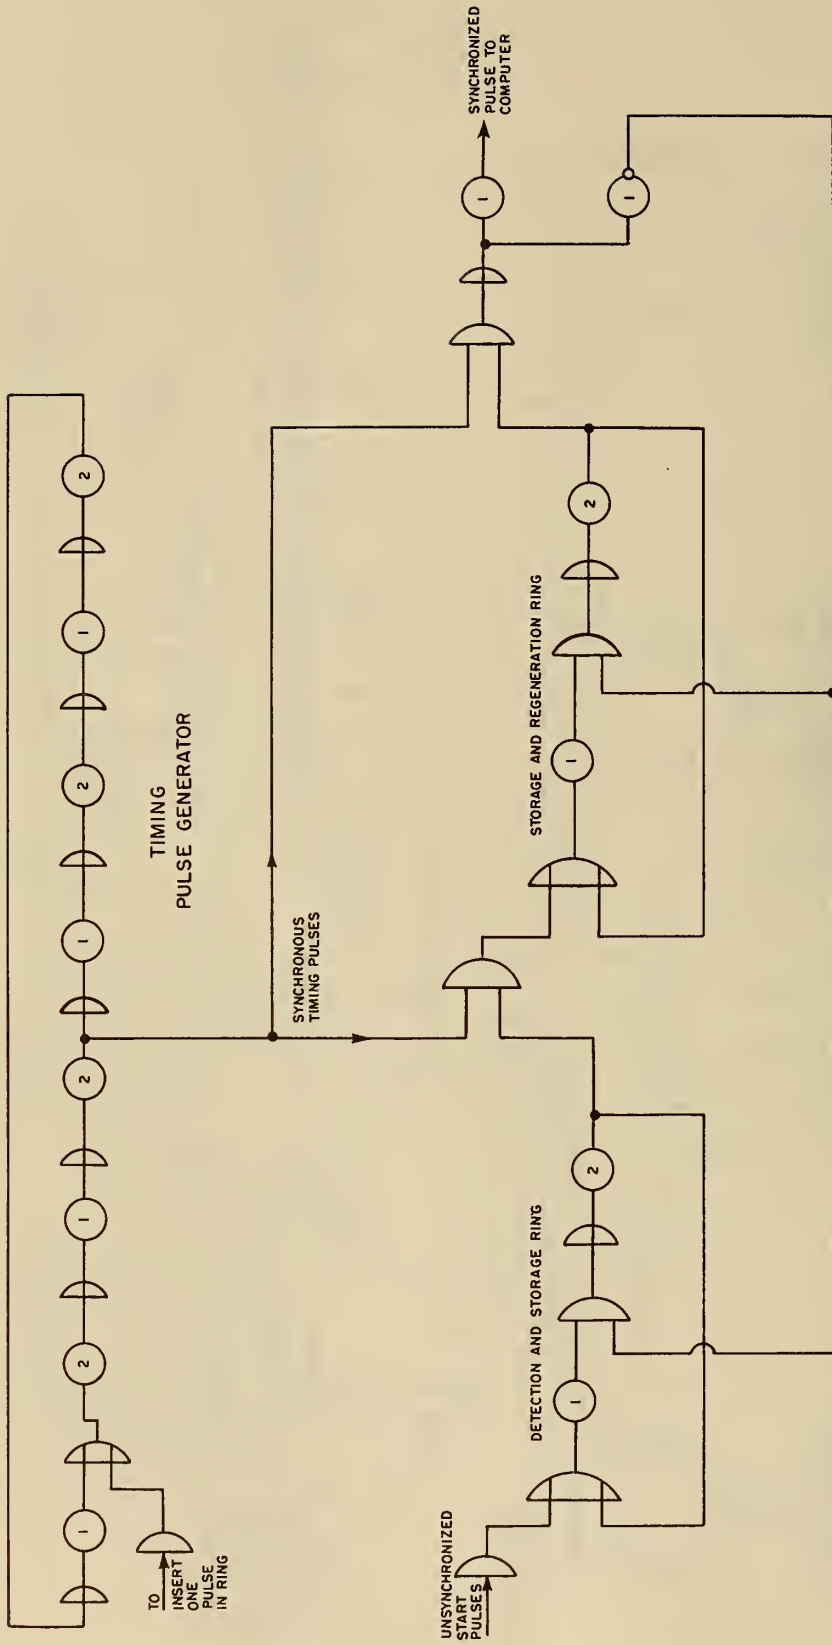 1
2
1
2
1
2
1
2
TO
INSERT
ONE
PULSE
IN RING
TIMING
PULSE GENERATOR
SYNCHRONOUS
TIMING PULSES
UNSYNCHRONIZED
START
PULSES
DETECTION AND STORAGE RING
1
2
STORAGE AND REGENERATION RING
1
2
1
SYNCHRONIZED
PULSE TO
COMPUTER
1